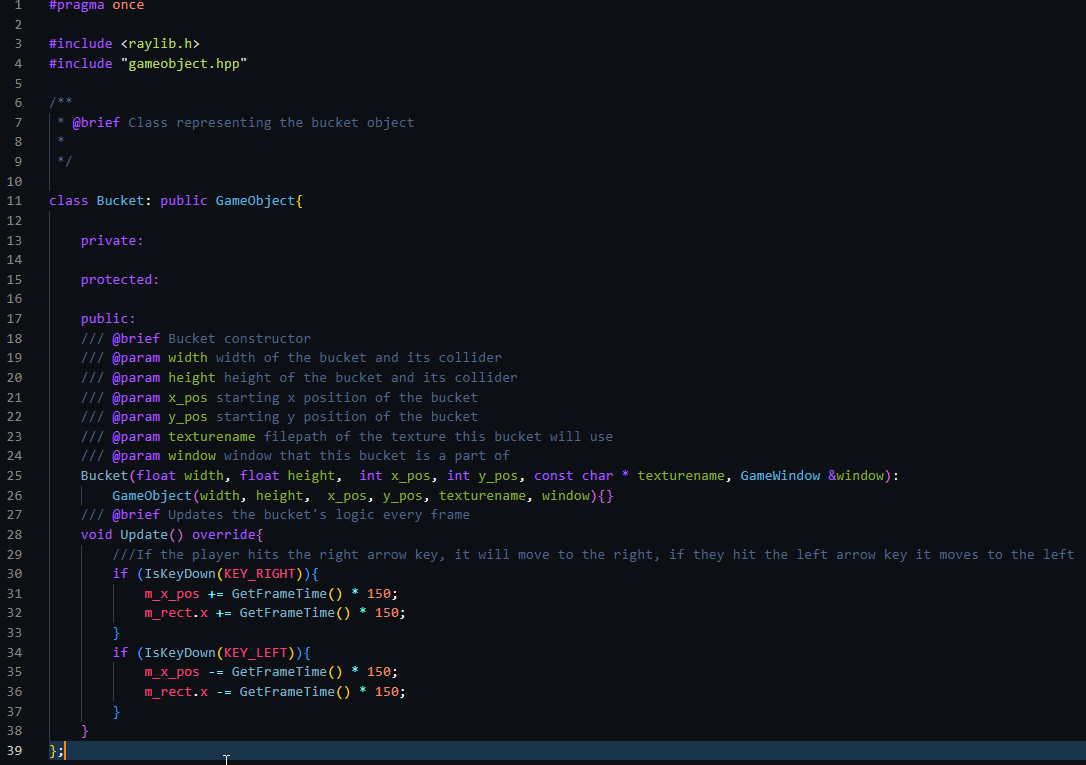 1 #pragma once
2
3 #include <raylib.h>
4 #include "gameobject.hpp"
5
6 /**
7  * @brief Class representing the bucket object
8  *
9  */
10
11 class Bucket: public GameObject{
12
13     private:
14
15     protected:
16
17     public:
18     /// @brief Bucket constructor
19     /// @param width width of the bucket and its collider
20     /// @param height height of the bucket and its collider
21     /// @param x_pos starting x position of the bucket
22     /// @param y_pos starting y position of the bucket
23     /// @param texturename filepath of the texture this bucket will use
24     /// @param window window that this bucket is a part of
25     Bucket(float width, float height,  int x_pos, int y_pos, const char * texturename, GameWindow &window):
26         GameObject(width, height,  x_pos, y_pos, texturename, window){}
27     /// @brief Updates the bucket's logic every frame
28     void Update() override{
29         ///If the player hits the right arrow key, it will move to the right, if they hit the left arrow key it moves to the left
30         if (IsKeyDown(KEY_RIGHT)){
31             m_x_pos += GetFrameTime() * 150;
32             m_rect.x += GetFrameTime() * 150;
33         }
34         if (IsKeyDown(KEY_LEFT)){
35             m_x_pos -= GetFrameTime() * 150;
36             m_rect.x -= GetFrameTime() * 150;
37         }
38     }
39 };